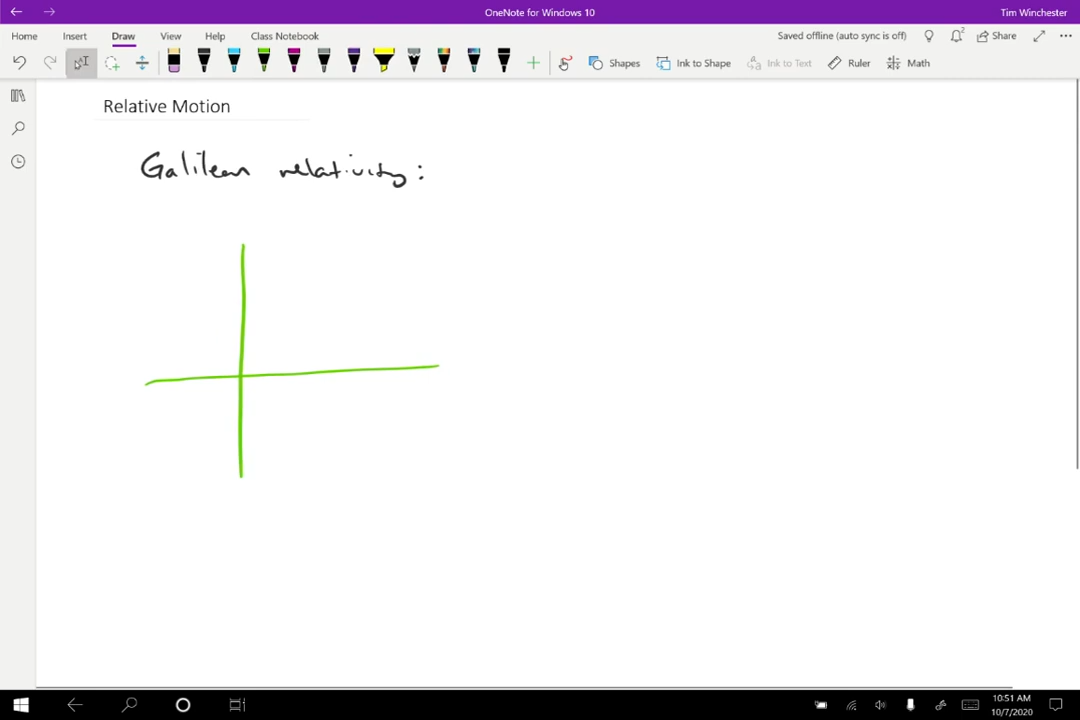 OneNote for Windows 10
Tim Winchester
Home Insert Draw View Help Class Notebook
Saved offline (auto sync is off)
Share
Shapes
Ink to Shape
Ink to Text
Ruler
Math
Relative Motion
Galilean relativity:
10:51 AM
10/7/2020